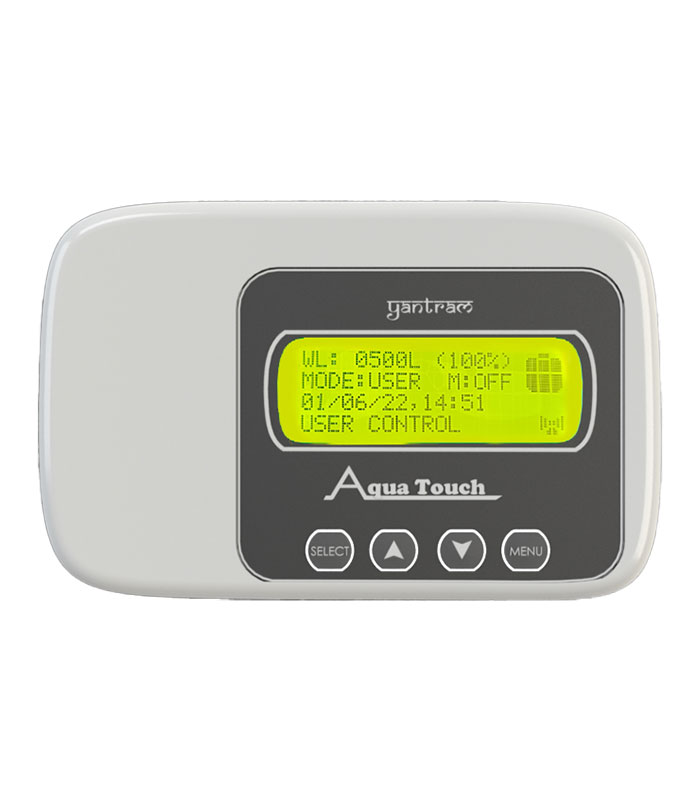 yantram
WL: 0500L (100%)
MODE:USER M:OFF
01/06/22,14:51
USER CONTROL
Aqua Touch
SELECT
MENU